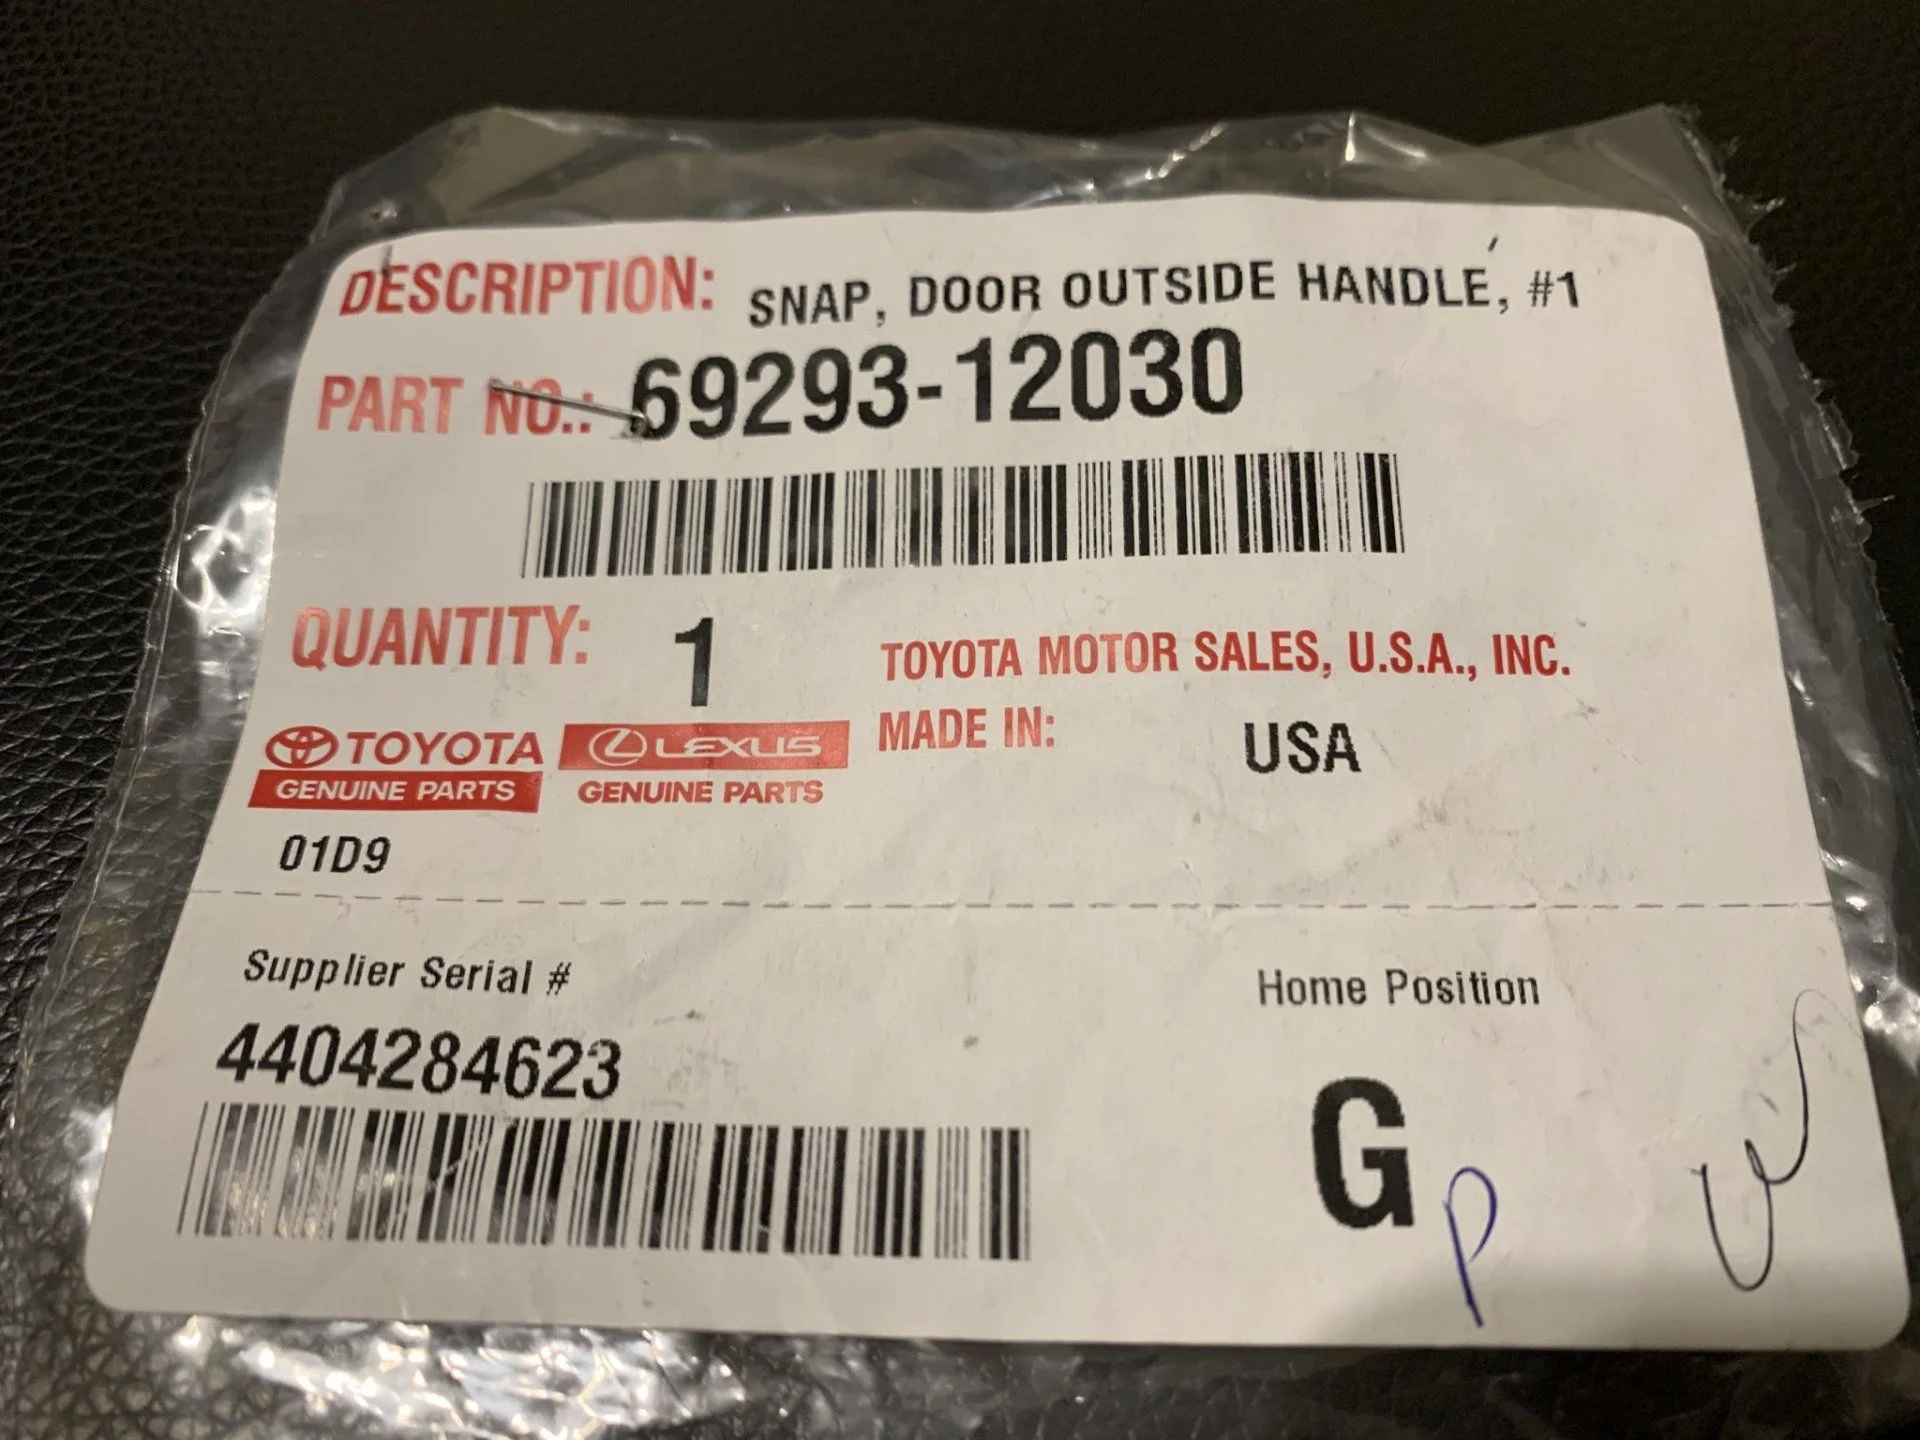 DESCRIPTION: SNAP, DOOR OUTSIDE HANDLE, #1
PART NO.: 69293-12030
QUANTITY: 1
TOYOTA MOTOR SALES, U.S.A., INC.
MADE IN: USA
TOYOTA
GENUINE PARTS
LEXUS
GENUINE PARTS
01D9
Supplier Serial #
4404284623
Home Position
G
P